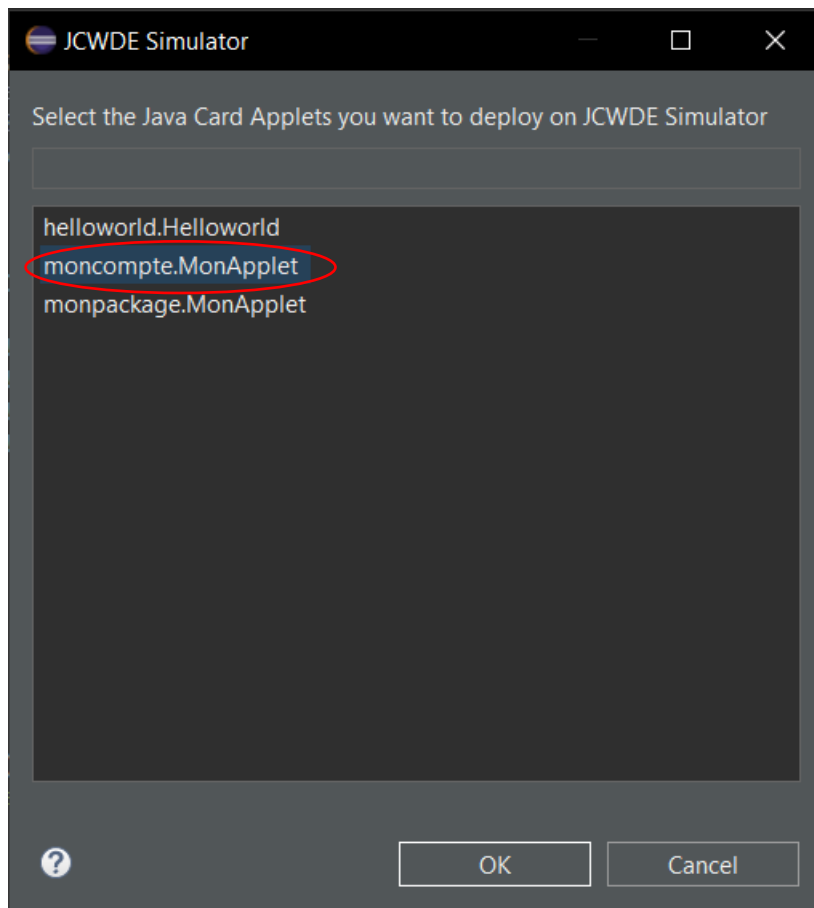 JCWDE Simulator
Select the Java Card Applets you want to deploy on JCWDE Simulator
helloworld.Helloworld
moncompte.MonApplet
monpackage.MonApplet
?
OK
Cancel